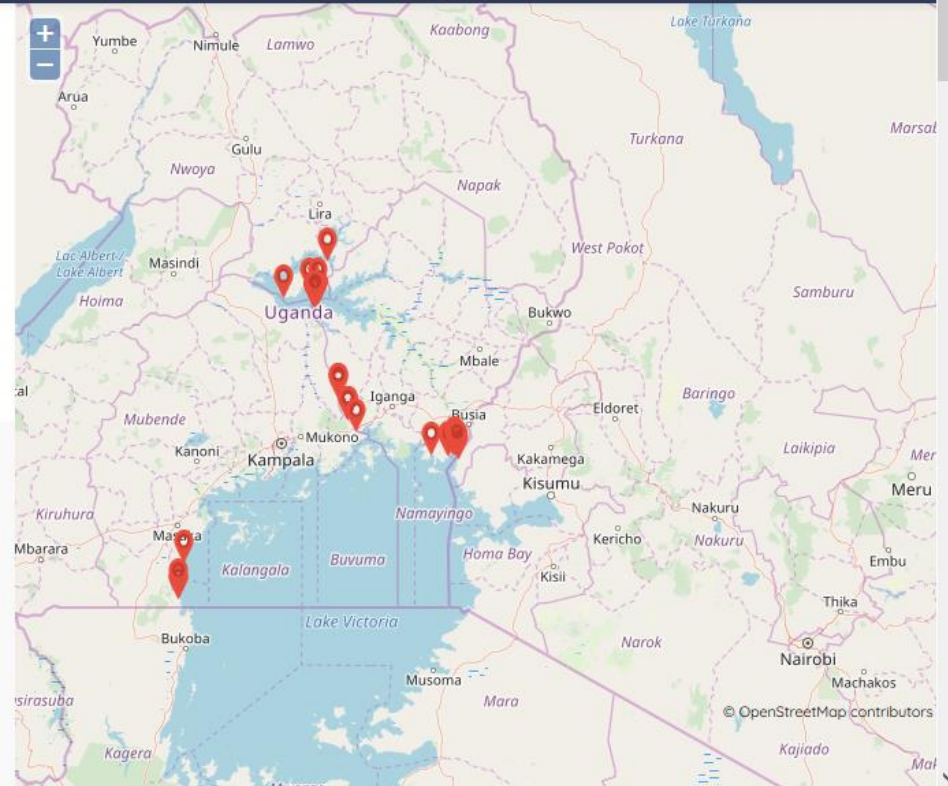 +
−
Yumbe
Nimule
Lamwo
Kaabong
Lake Turkana
Arua
Turkana
Marsab
Gulu
Nwoya
Napak
Lira
West Pokot
Lac Albert /
Lake Albert
Masindi
Samburu
Hoima
Uganda
Bukwo
Mbale
Iganga
Baringo
Eldoret
Busia
Mubende
Mukono
Kanoni
Kampala
Kakamega
Laikipia
Mer
Kisumu
Meru
Kiruhura
Namayingo
Nakuru
Masaka
Kericho
Nakuru
Mbarara
Kalangala
Buvuma
Homa Bay
Embu
Kisii
Thika
Lake Victoria
Bukoba
Narok
Nairobi
Musoma
Machakos
sirasuba
Mara
© OpenStreetMap contributors
Kagera
Kajiado